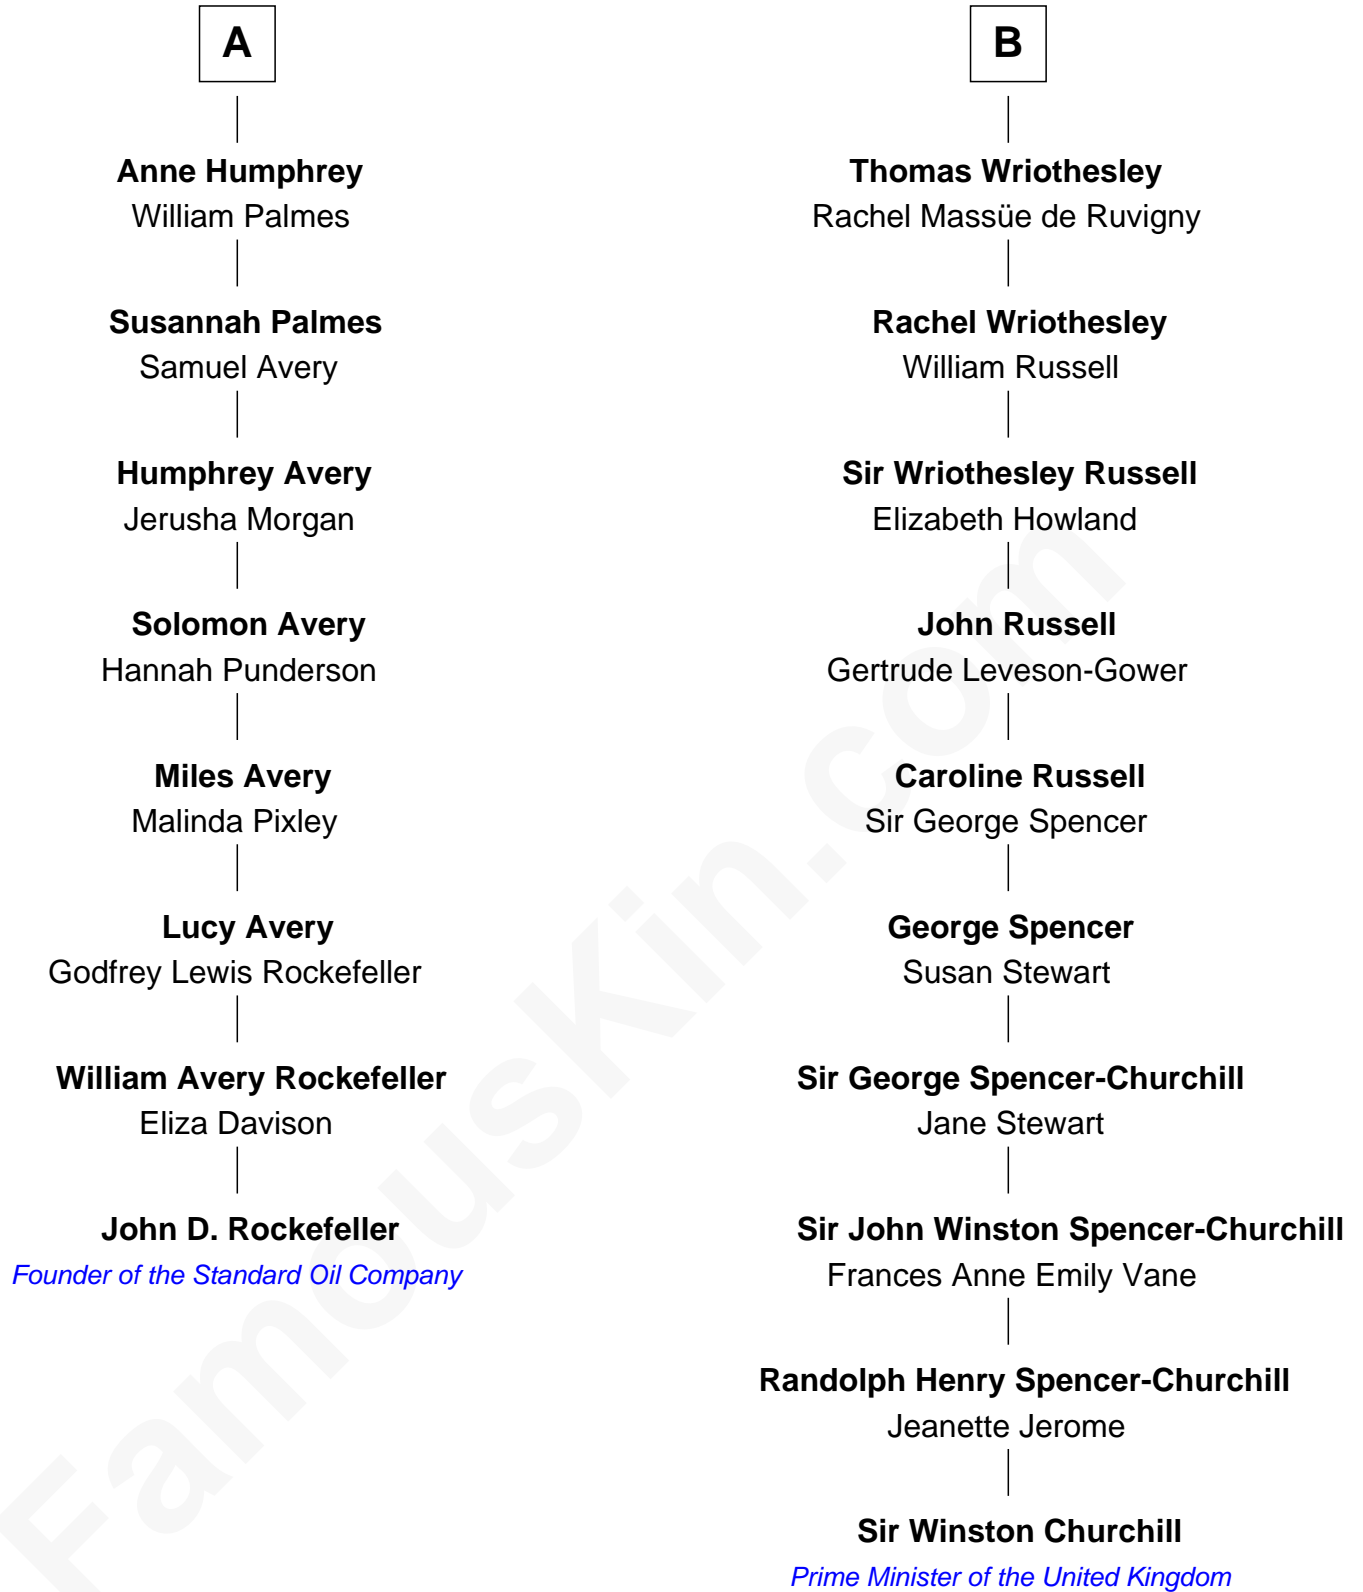 A
Anne Humphrey
William Palmes
Susannah Palmes
Samuel Avery
Humphrey Avery
Jerusha Morgan
Solomon Avery
Hannah Punderson
Miles Avery
Malinda Pixley
Lucy Avery
Godfrey Lewis Rockefeller
William Avery Rockefeller
Eliza Davison
John D. Rockefeller
Founder of the Standard Oil Company
B
Thomas Wriothesley
Rachel Massüe de Ruvigny
Rachel Wriothesley
William Russell
Sir Wriothesley Russell
Elizabeth Howland
John Russell
Gertrude Leveson-Gower
Caroline Russell
Sir George Spencer
George Spencer
Susan Stewart
Sir George Spencer-Churchill
Jane Stewart
Sir John Winston Spencer-Churchill
Frances Anne Emily Vane
Randolph Henry Spencer-Churchill
Jeanette Jerome
Sir Winston Churchill
Prime Minister of the United Kingdom
FamousKin.com